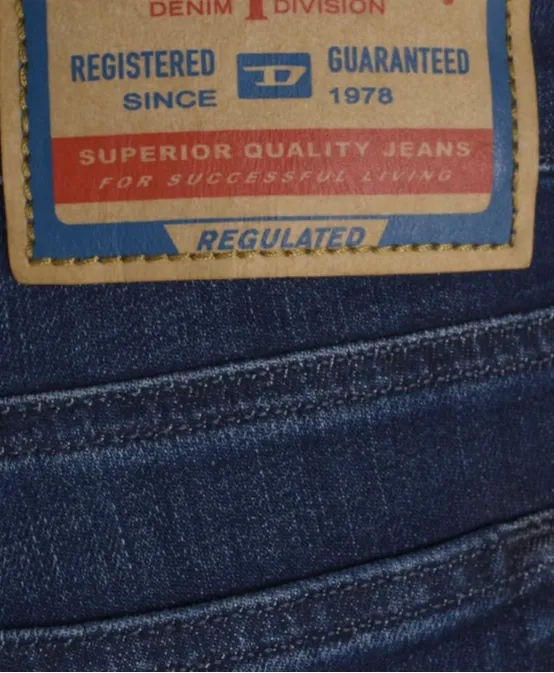 DENIM DIVISION
REGISTERED D GUARANTEED
SINCE 1978
SUPERIOR QUALITY JEANS
FOR SUCCESSFUL LIVING
REGULATED